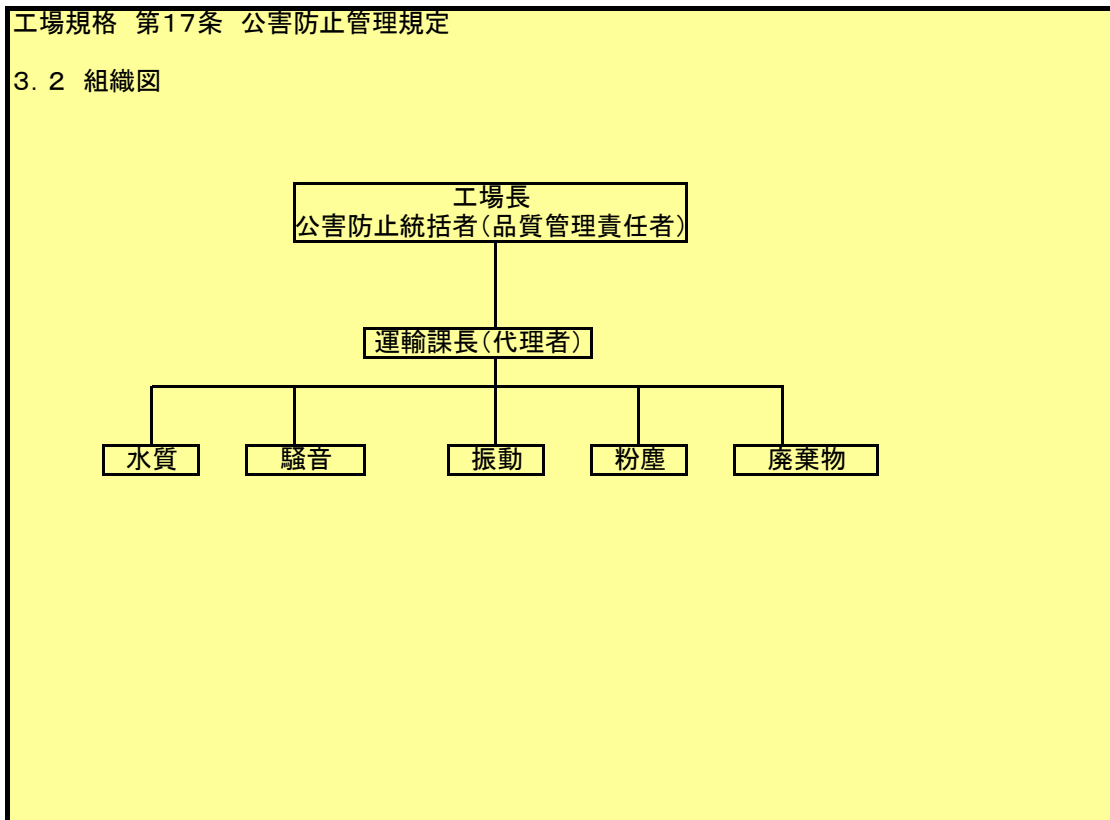 工場規格 第17条 公害防止管理規定
3．2 組織図
工場長
公害防止統括者(品質管理責任者)
運輸課長(代理者)
水質 騒音 振動 粉塵 廃棄物